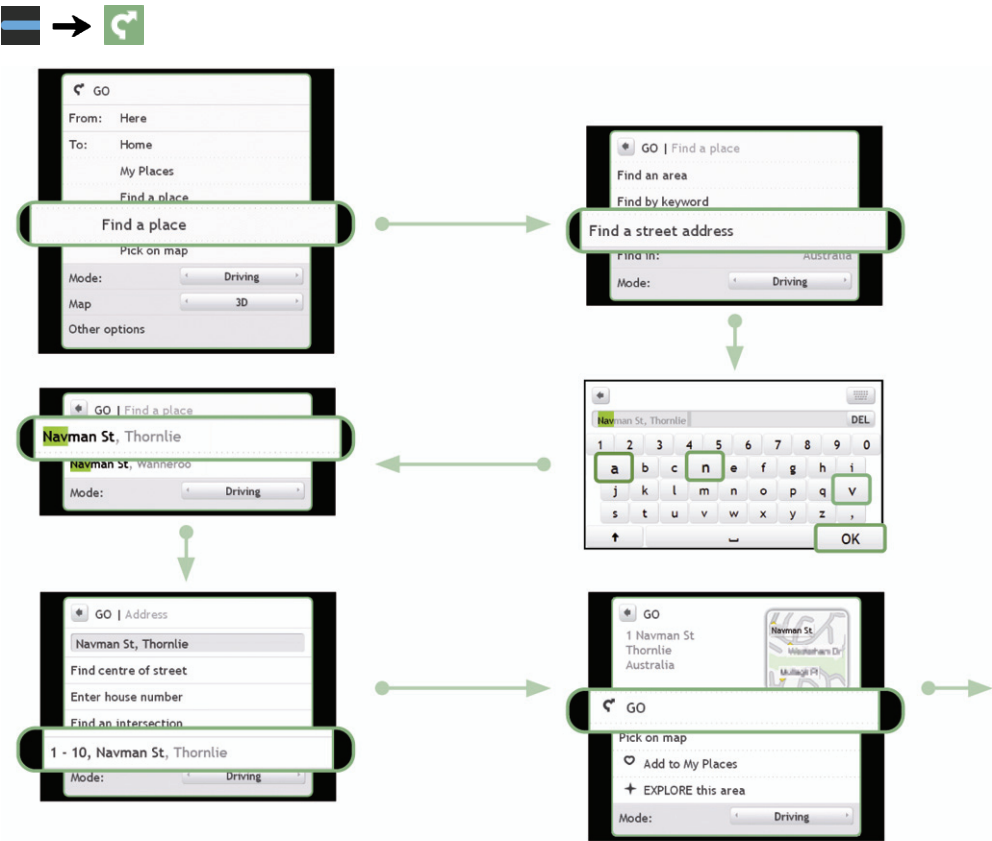 GO
From: Here
To: Home
My Places
Find a place
Find a place
Pick on map
Mode: Driving
Map 3D
Other options
GO | Find a place
Find an area
Find by keyword
Find a street address
Find in: Australia
Mode: Driving
Navman St, Thornlie DEL
1 2 3 4 5 6 7 8 9 0
a b c n e f g h i
j k l m n o p q v
s t u v w x y z ,
OK
GO | Find a place
Navman St, Thornlie
Navman St, Wanneroo
Mode: Driving
GO | Address
Navman St, Thornlie
Find centre of street
Enter house number
Find an intersection
1 - 10, Navman St, Thornlie
Mode: Driving
GO
1 Navman St
Thornlie
Australia
Navman St
Mullagh Pl
GO
Pick on map
Add to My Places
EXPLORE this area
Mode: Driving